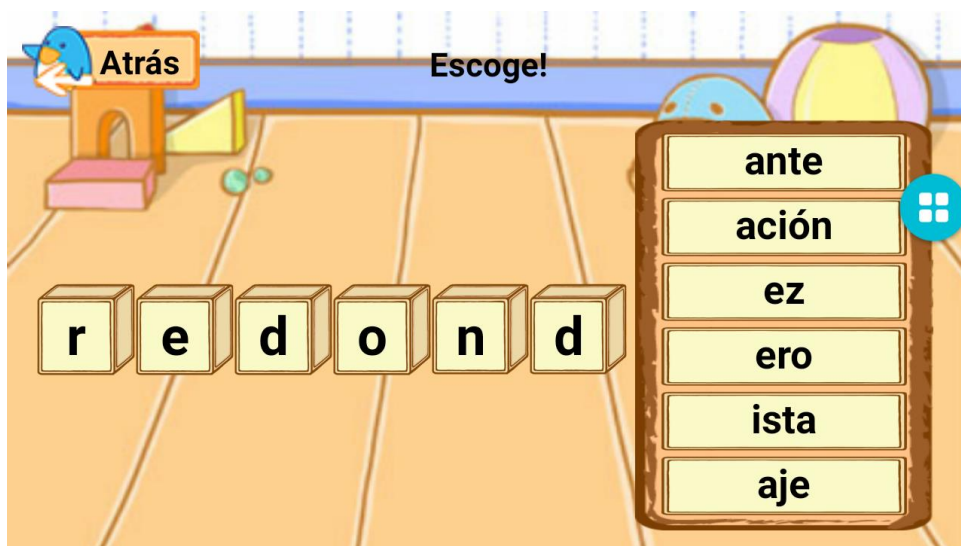 Atrás
Escoge!
r e d o n d
ante
ación
ez
ero
ista
aje